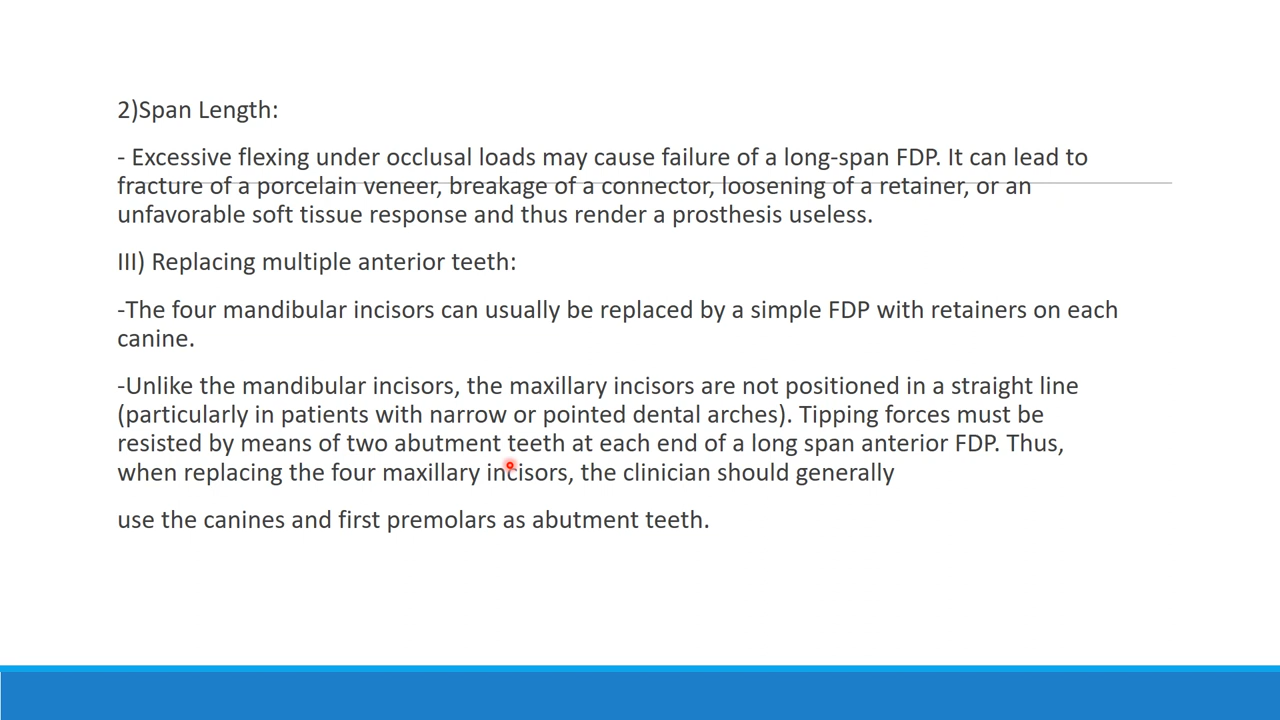 2)Span Length:
- Excessive flexing under occlusal loads may cause failure of a long-span FDP. It can lead to
fracture of a porcelain veneer, breakage of a connector, loosening of a retainer, or an
unfavorable soft tissue response and thus render a prosthesis useless.
III) Replacing multiple anterior teeth:
-The four mandibular incisors can usually be replaced by a simple FDP with retainers on each
canine.
-Unlike the mandibular incisors, the maxillary incisors are not positioned in a straight line
(particularly in patients with narrow or pointed dental arches). Tipping forces must be
resisted by means of two abutment teeth at each end of a long span anterior FDP. Thus,
when replacing the four maxillary incisors, the clinician should generally
use the canines and first premolars as abutment teeth.